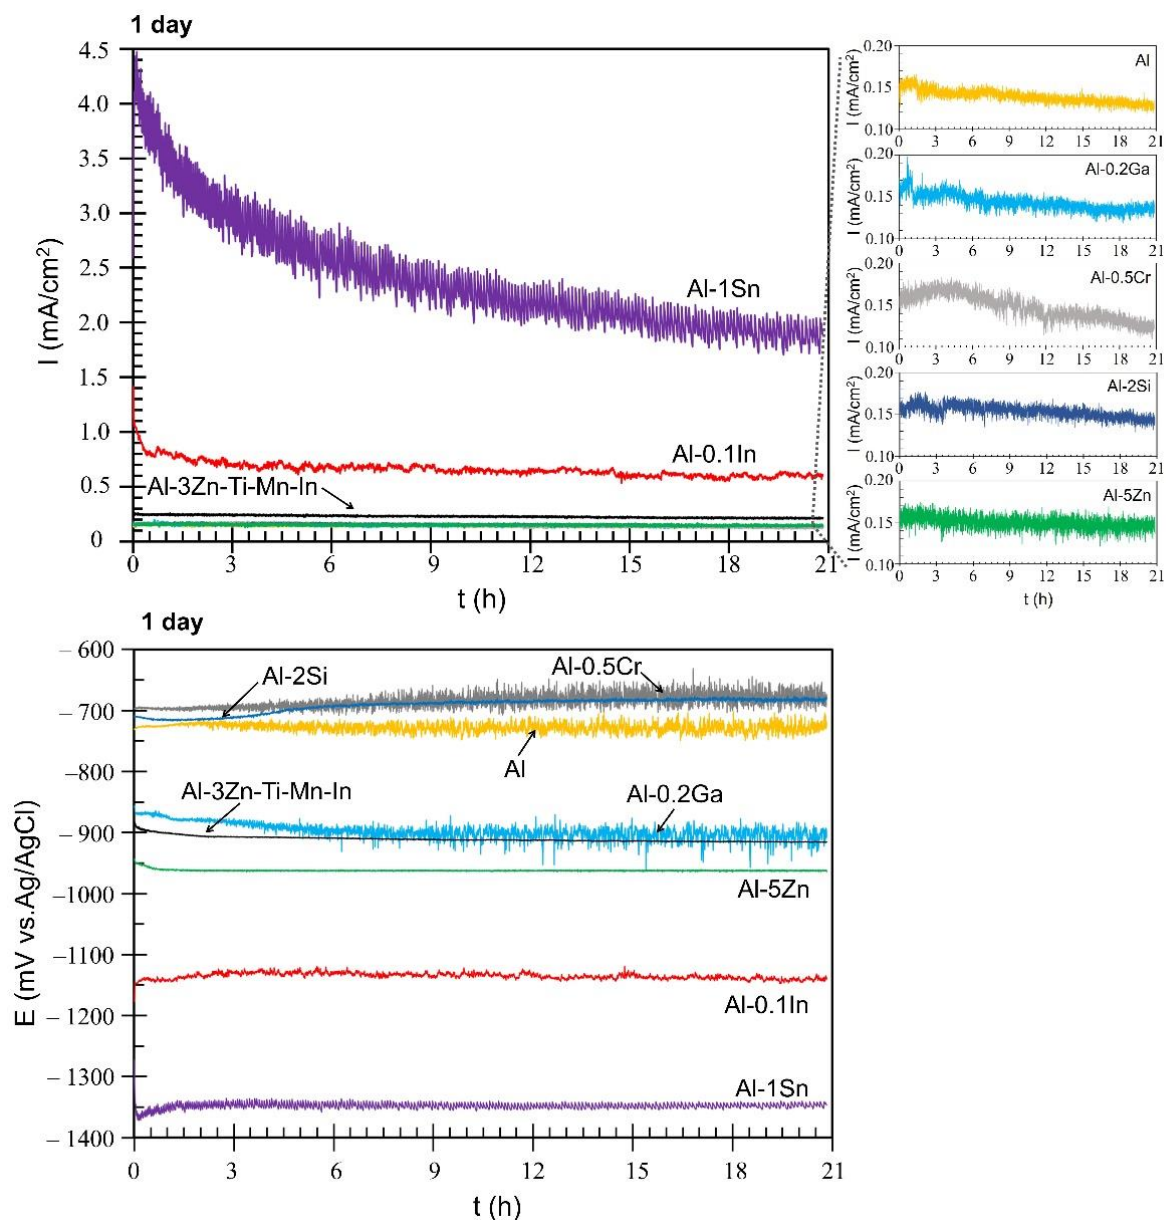 1 day
4.5
4.0
3.5
3.0
2.5
2.0
1.5
1.0
0.5
0
I (mA/cm²)
Al-1Sn
Al-0.1In
Al-3Zn-Ti-Mn-In
0 3 6 9 12 15 18 21
t (h)
0.20
0.15
0.10
I (mA/cm²)
Al
0 3 6 9 12 15 18 21
0.20
0.15
0.10
I (mA/cm²)
Al-0.2Ga
0 3 6 9 12 15 18 21
0.20
0.15
0.10
I (mA/cm²)
Al-0.5Cr
0 3 6 9 12 15 18 21
0.20
0.15
0.10
I (mA/cm²)
Al-2Si
0 3 6 9 12 15 18 21
0.20
0.15
0.10
I (mA/cm²)
Al-5Zn
0 3 6 9 12 15 18 21
t (h)
1 day
– 600
– 700
– 800
– 900
– 1000
– 1100
– 1200
– 1300
– 1400
E (mV vs.Ag/AgCl)
Al-2Si
Al-0.5Cr
Al
Al-3Zn-Ti-Mn-In
Al-0.2Ga
Al-5Zn
Al-0.1In
Al-1Sn
0 3 6 9 12 15 18 21
t (h)